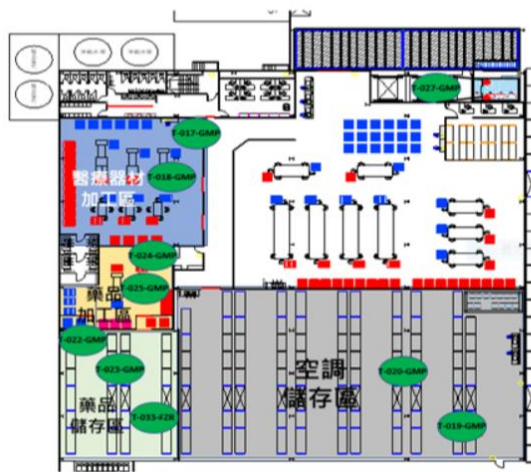 T-027-GMP
T-017-GMP
醫療器材
加工區
T-018-GMP
T-024-GMP
T-025-GMP
藥品
加工區
T-022-GMP
T-023-GMP
空調
儲存區
T-020-GMP
藥品
儲存區
T-033-FZR
T-019-GMP